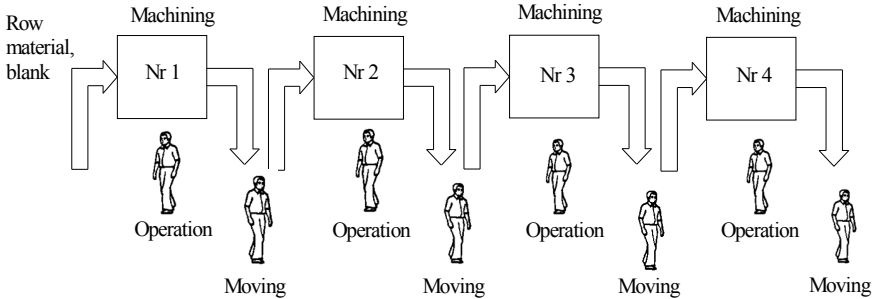 Row
material,
blank
Machining
Nr 1
Operation
Moving
Machining
Nr 2
Operation
Moving
Machining
Nr 3
Operation
Moving
Machining
Nr 4
Operation
Moving